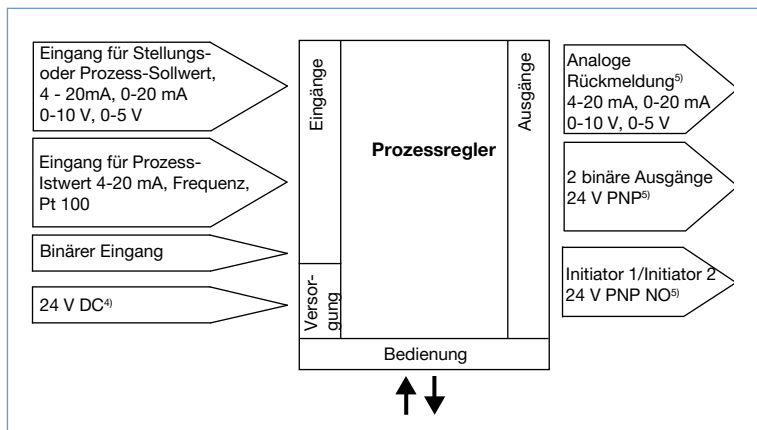 Eingang für Stellungs-
oder Prozess-Sollwert,
4 - 20mA, 0-20 mA
0-10 V, 0-5 V
Eingang für Prozess-
Istwert 4-20 mA, Frequenz,
Pt 100
Binärer Eingang
24 V DC⁴⁾
Eingänge
Versor-
gung
Prozessregler
Bedienung
Ausgänge
Analoge
Rückmeldung⁵⁾
4-20 mA, 0-20 mA
0-10 V, 0-5 V
2 binäre Ausgänge
24 V PNP⁵⁾
Initiator 1/Initiator 2
24 V PNP NO⁵⁾